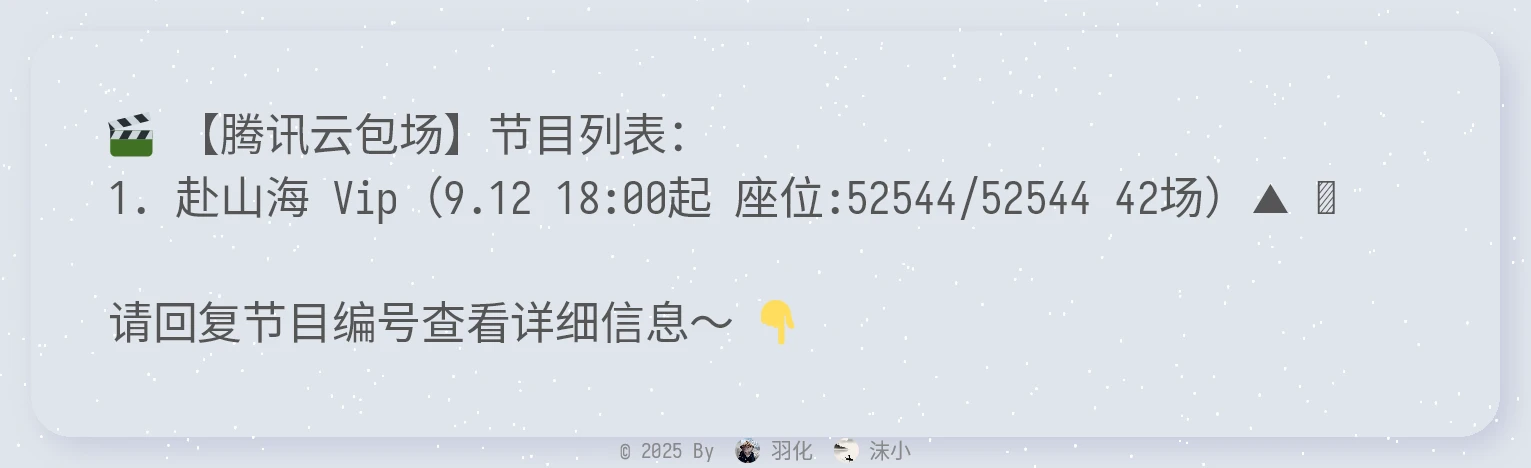 🎬 【腾讯云包场】节目列表：
1. 赴山海 Vip（9.12 18:00起 座位:52544/52544 42场）▲

请回复节目编号查看详细信息～ 👇
© 2025 By 羽化 沫小